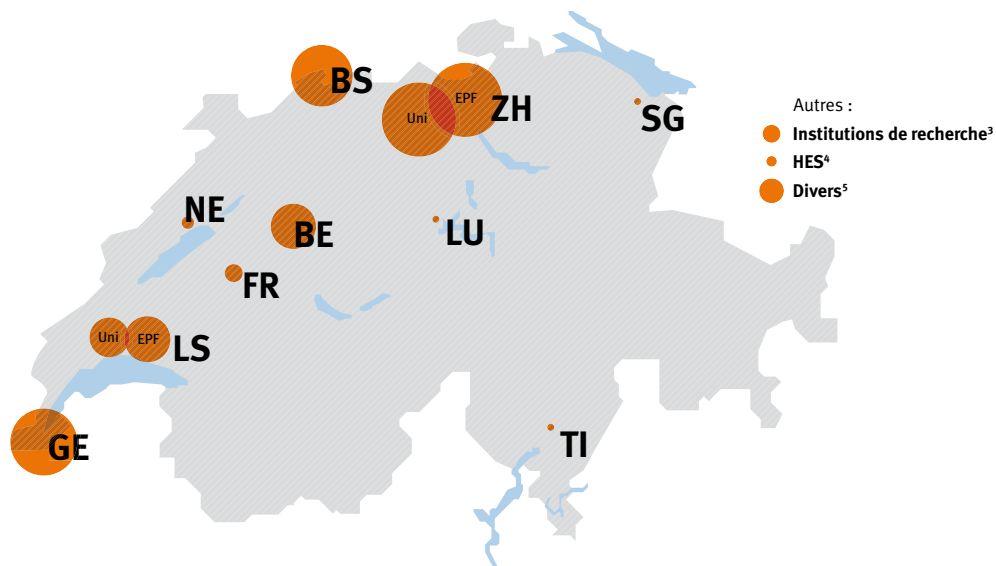 BS
EPF
ZH
Uni
SG
Autres :
Institutions de recherche³
HES⁴
Divers⁵
NE
BE
LU
FR
Uni
EPF
LS
GE
TI